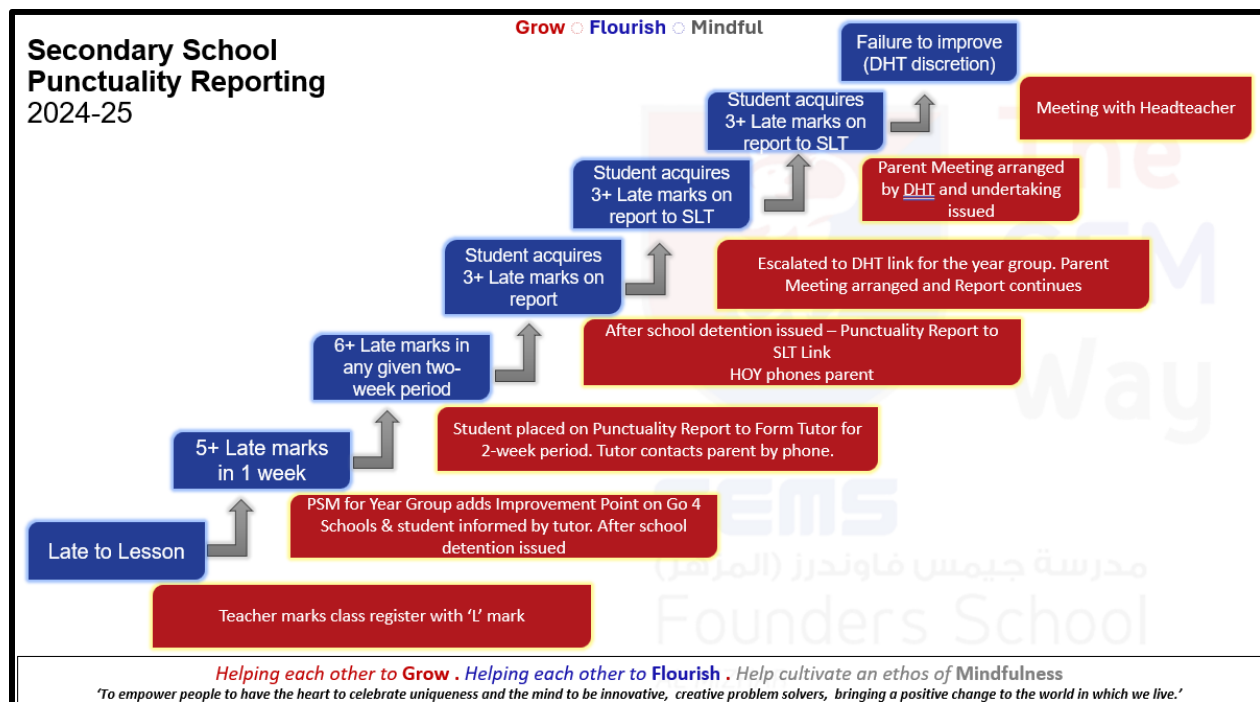 Grow ○ Flourish ○ Mindful
Secondary School
Punctuality Reporting
2024-25
Failure to improve
(DHT discretion)
Meeting with Headteacher
Student acquires
3+ Late marks on
report to SLT
Parent Meeting arranged
by DHT and undertaking
issued
Student acquires
3+ Late marks on
report to SLT
Escalated to DHT link for the year group. Parent
Meeting arranged and Report continues
Student acquires
3+ Late marks on
report
After school detention issued – Punctuality Report to
SLT Link
HOY phones parent
6+ Late marks in
any given two-
week period
Student placed on Punctuality Report to Form Tutor for
2-week period. Tutor contacts parent by phone.
5+ Late marks
in 1 week
PSM for Year Group adds Improvement Point on Go 4
Schools & student informed by tutor. After school
detention issued
Late to Lesson
Teacher marks class register with ‘L’ mark
The
Way
GEMS
مدرسة جيمس فاوندرز (المزهر)
Founders School
Helping each other to Grow . Helping each other to Flourish . Help cultivate an ethos of Mindfulness
‘To empower people to have the heart to celebrate uniqueness and the mind to be innovative, creative problem solvers, bringing a positive change to the world in which we live.’